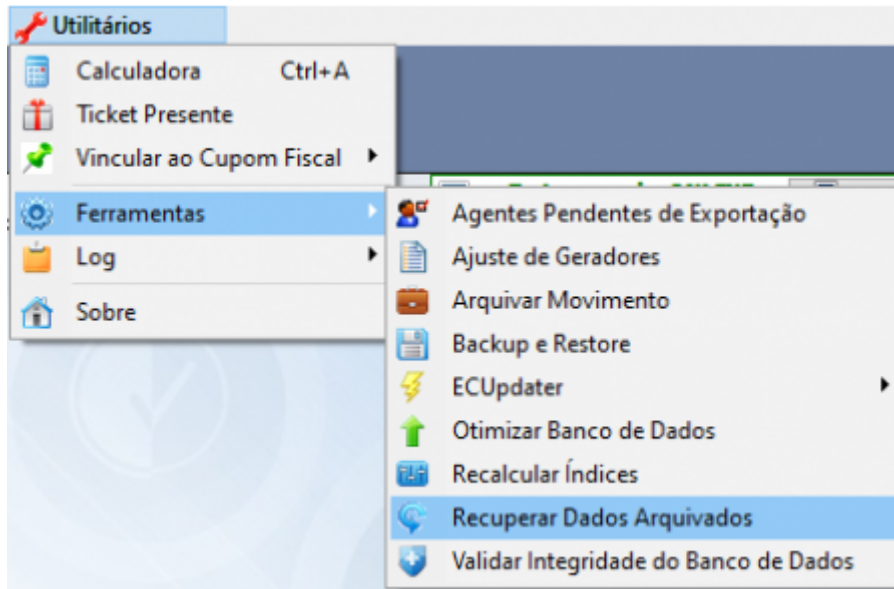 Utilitários
Calculadora Ctrl+A
Ticket Presente
Vincular ao Cupom Fiscal
Ferramentas
Log
Sobre
Agentes Pendentes de Exportação
Ajuste de Geradores
Arquivar Movimento
Backup e Restore
ECUpdater
Otimizar Banco de Dados
Recalcular Índices
Recuperar Dados Arquivados
Validar Integridade do Banco de Dados